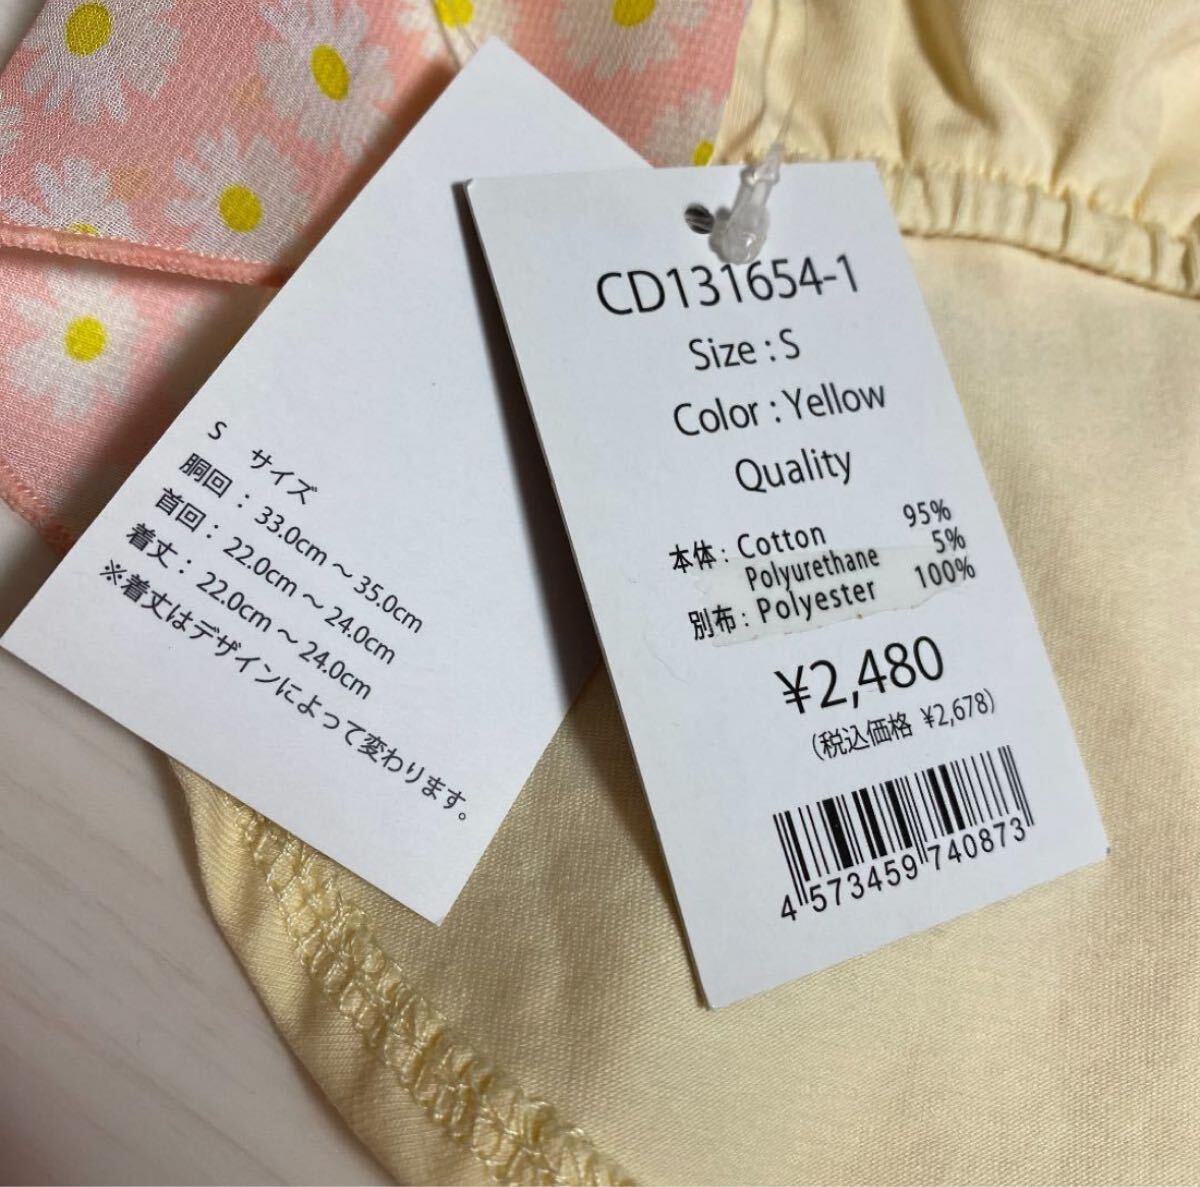 S サイズ
胴回 : 33.0cm ～ 35.0cm
首回 : 22.0cm ～ 24.0cm
着丈 : 22.0cm ～ 24.0cm
※着丈はデザインによって変わります。
CD131654-1
Size : S
Color : Yellow
Quality
本体 : Cotton 95%
Polyurethane 5%
別布 : Polyester 100%
¥2,480
(税込価格 ¥2,678)
4 573459 740873